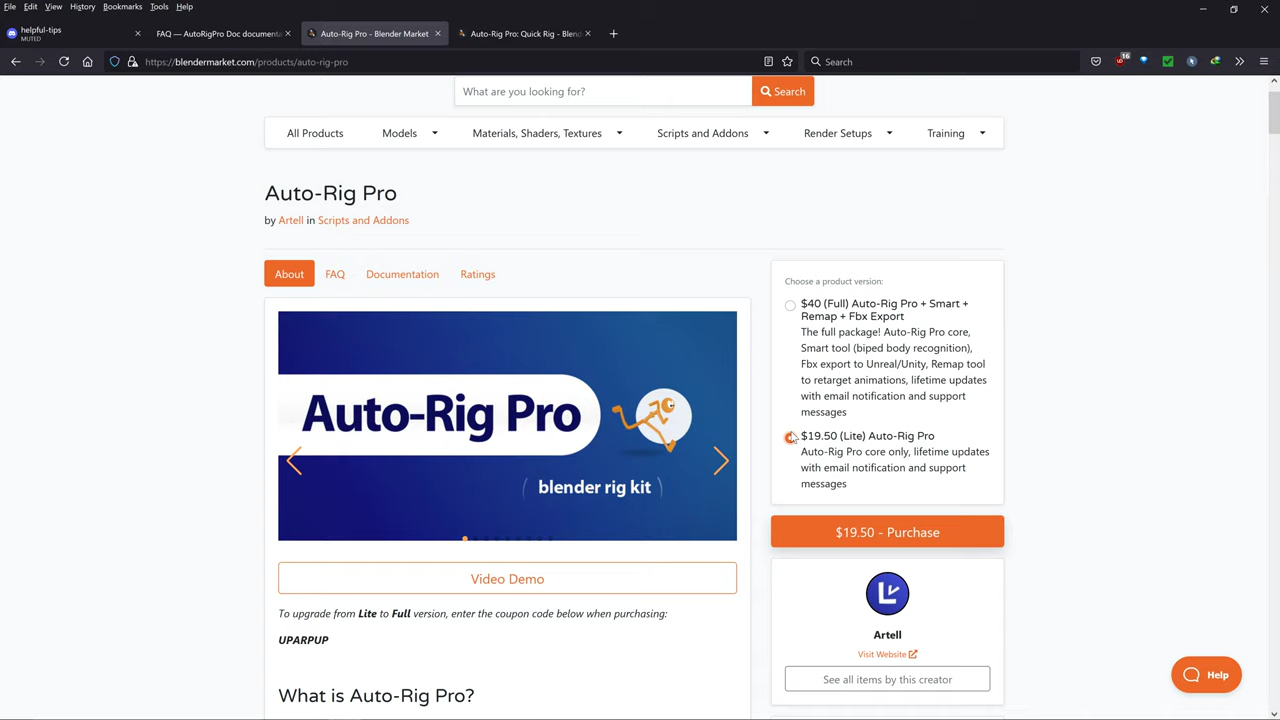 File Edit View History Bookmarks Tools Help
helpful-tips
MUTED
FAQ — AutoRigPro Doc documenta
Auto-Rig Pro - Blender Market
Auto-Rig Pro: Quick Rig - Blend
https://blendermarket.com/products/auto-rig-pro
Search
16
What are you looking for?
Search
All Products
Models
Materials, Shaders, Textures
Scripts and Addons
Render Setups
Training
Auto-Rig Pro
by Artell in Scripts and Addons
About
FAQ
Documentation
Ratings
Auto-Rig Pro
( blender rig kit )
Video Demo
To upgrade from Lite to Full version, enter the coupon code below when purchasing:
UPARPUP
What is Auto-Rig Pro?
Choose a product version:
$40 (Full) Auto-Rig Pro + Smart +
Remap + Fbx Export
The full package! Auto-Rig Pro core,
Smart tool (biped body recognition),
Fbx export to Unreal/Unity, Remap tool
to retarget animations, lifetime updates
with email notification and support
messages
$19.50 (Lite) Auto-Rig Pro
Auto-Rig Pro core only, lifetime updates
with email notification and support
messages
$19.50 - Purchase
Artell
Visit Website
See all items by this creator
Help